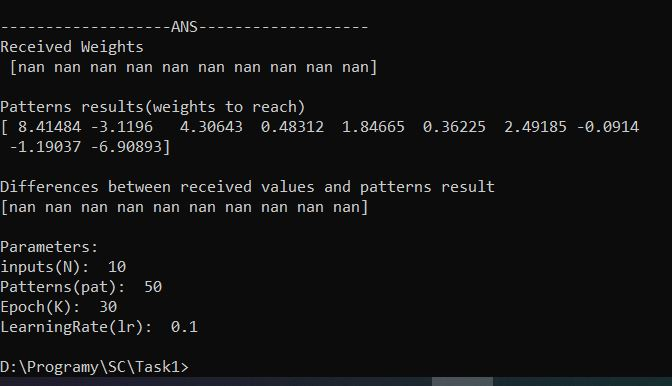 -------------------ANS-------------------
Received Weights
[nan nan nan nan nan nan nan nan nan nan]
Patterns results(weights to reach)
[ 8.41484 -3.1196   4.30643  0.48312  1.84665  0.36225  2.49185 -0.0914
-1.19037 -6.90893]
Differences between received values and patterns result
[nan nan nan nan nan nan nan nan nan nan]
Parameters:
inputs(N):  10
Patterns(pat):  50
Epoch(K):  30
LearningRate(lr):  0.1
D:\Programy\SC\Task1>